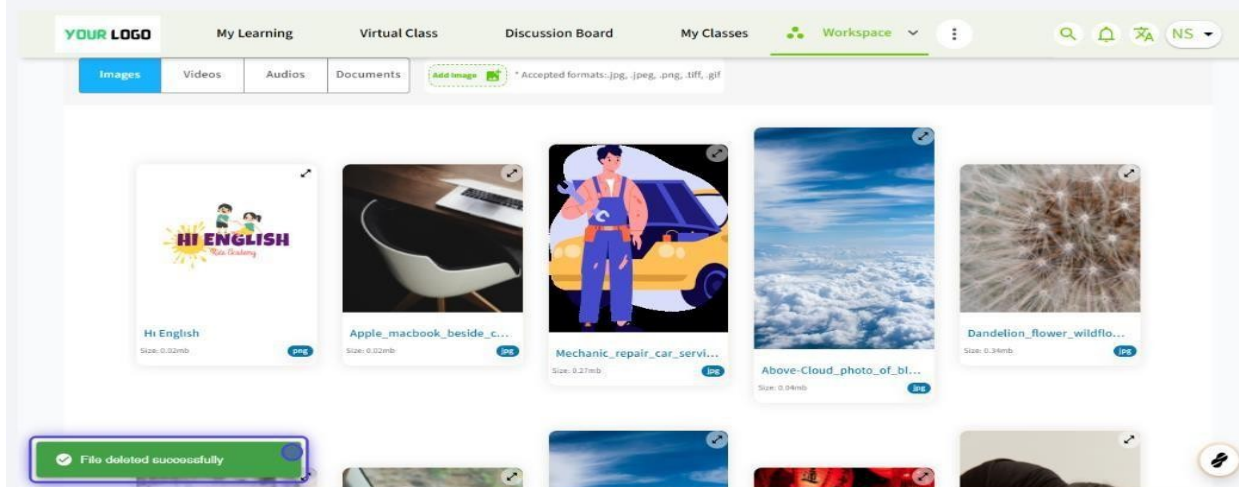 YOUR LOGO My Learning Virtual Class Discussion Board My Classes Workspace NS
Images Videos Audios Documents Add Image * Accepted formats:.jpg, .jpeg, .png, .tiff, .gif
HI ENGLISH
Kids Academy
Hi English
Size: 0.02mb png
Apple_macbook_beside_c...
Size: 0.02mb jpg
Mechanic_repair_car_servi...
Size: 0.27mb jpg
Above-Cloud_photo_of_bl...
Size: 0.04mb jpg
Dandelion_flower_wildflo...
Size: 0.34mb jpg
File deleted successfully